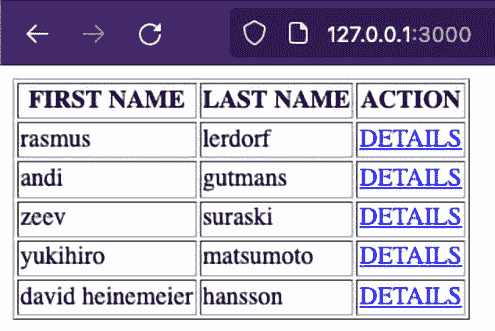 127.0.0.1:3000
FIRST NAME LAST NAME ACTION
rasmus lerdorf DETAILS
andi gutmans DETAILS
zeev suraski DETAILS
yukihiro matsumoto DETAILS
david heinemeier hansson DETAILS